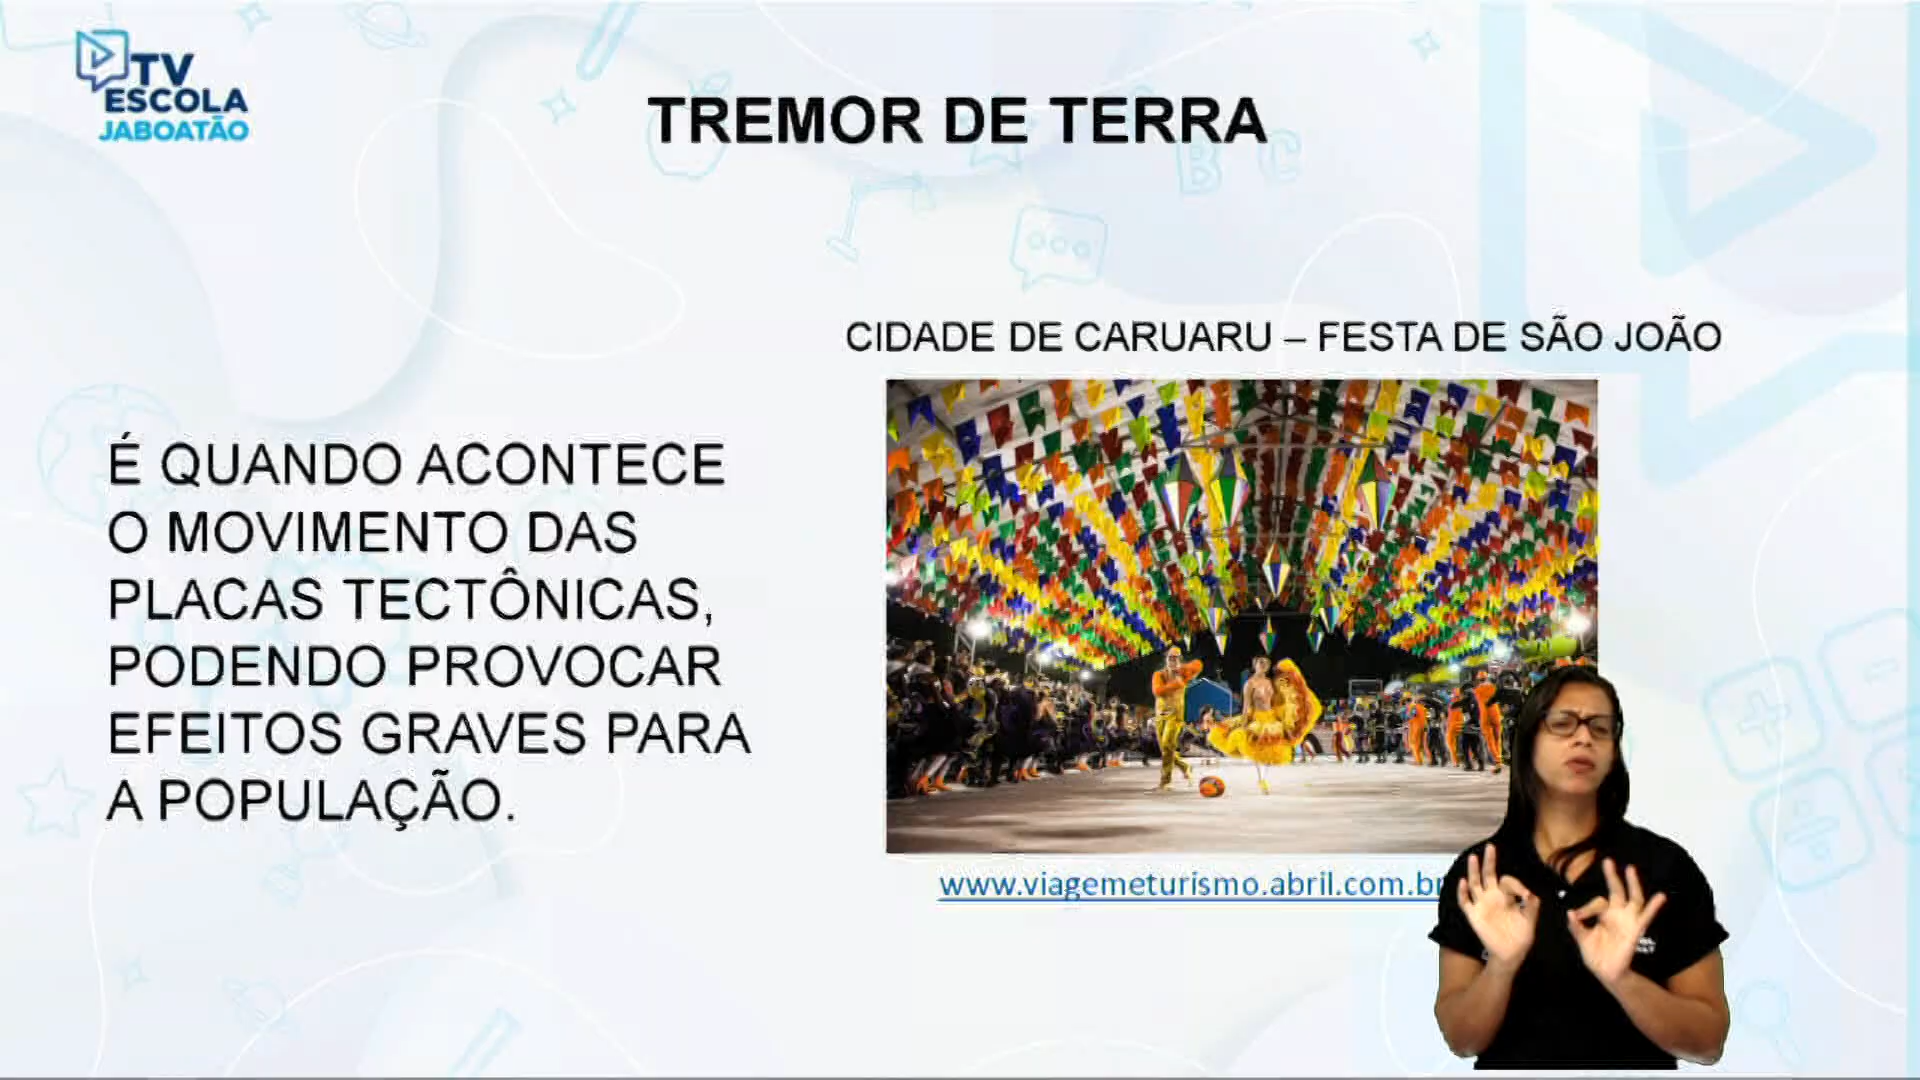 TV
ESCOLA
JABOATÃO
TREMOR DE TERRA
CIDADE DE CARUARU – FESTA DE SÃO JOÃO
É QUANDO ACONTECE
O MOVIMENTO DAS
PLACAS TECTÔNICAS,
PODENDO PROVOCAR
EFEITOS GRAVES PARA
A POPULAÇÃO.
www.viagemeturismo.abril.com.br
B C